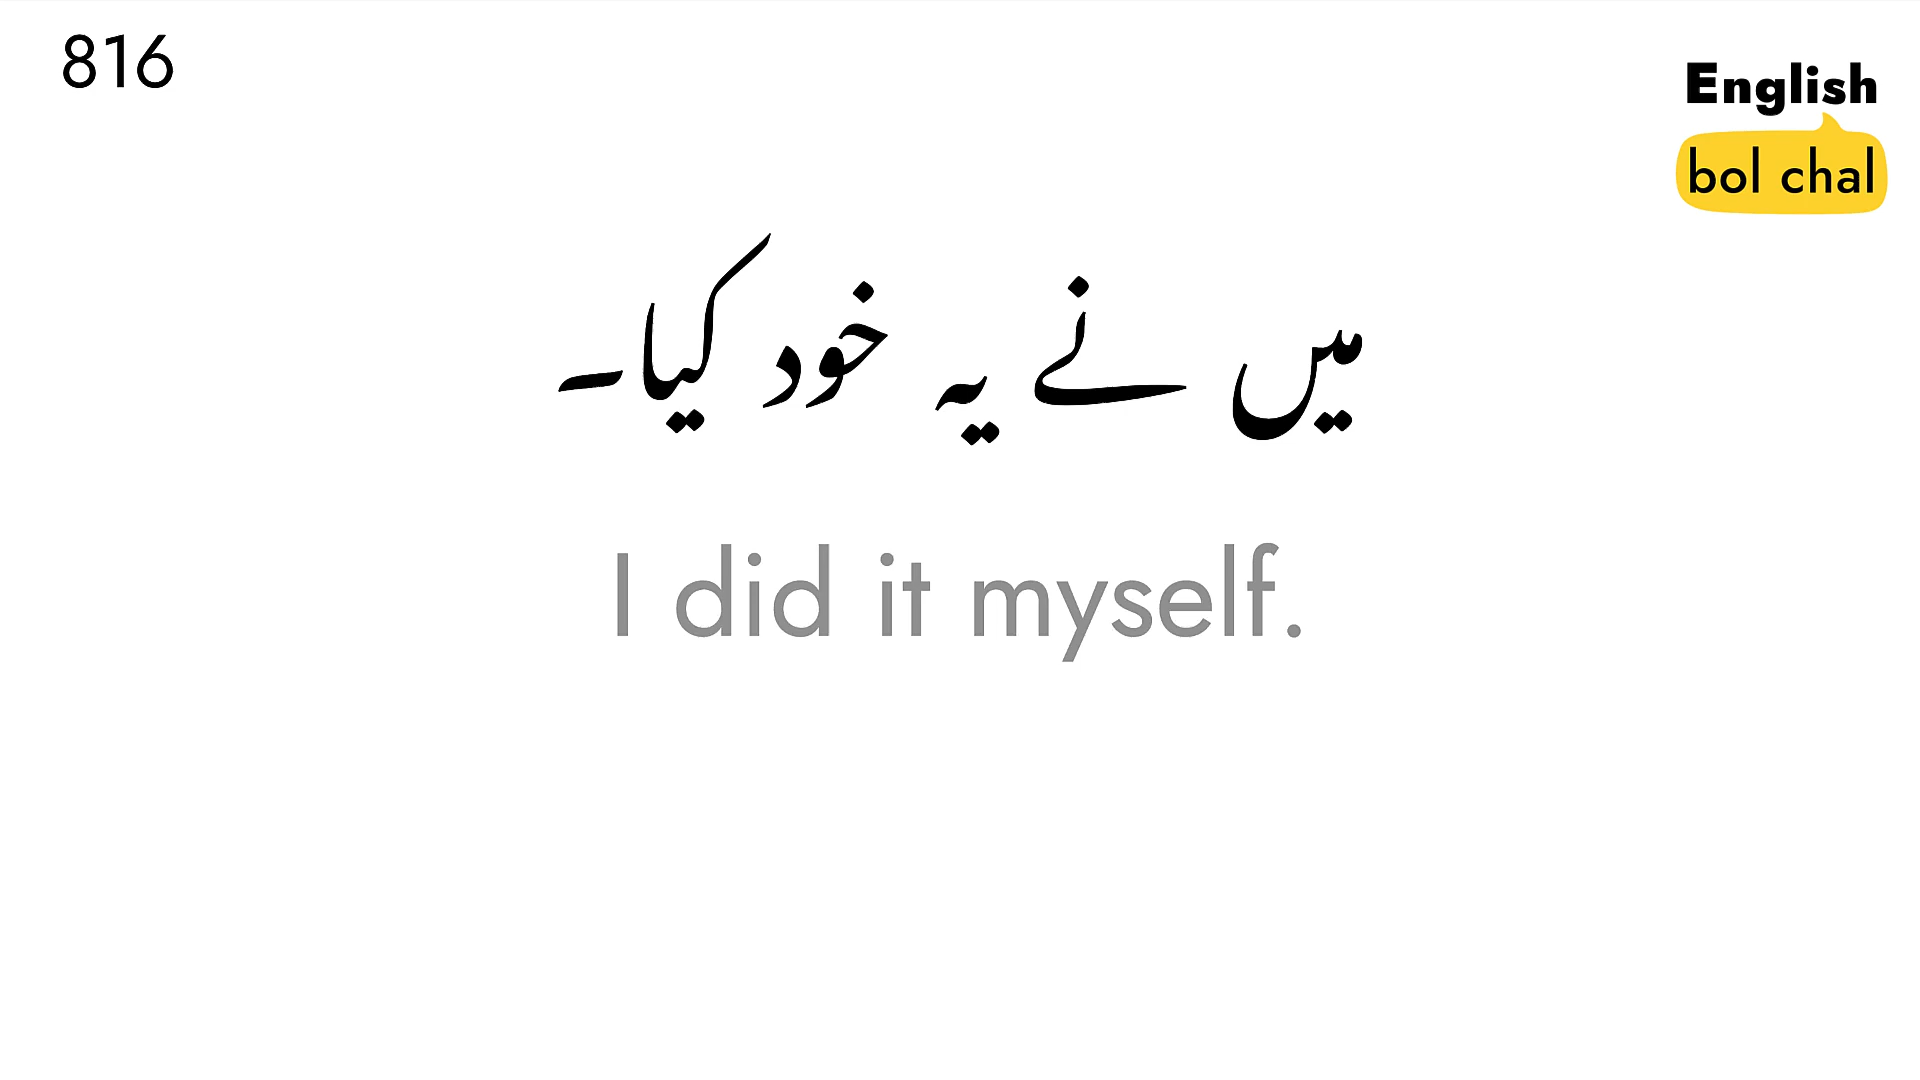 816
English
bol chal
میں نے یہ خود کیا۔
I did it myself.